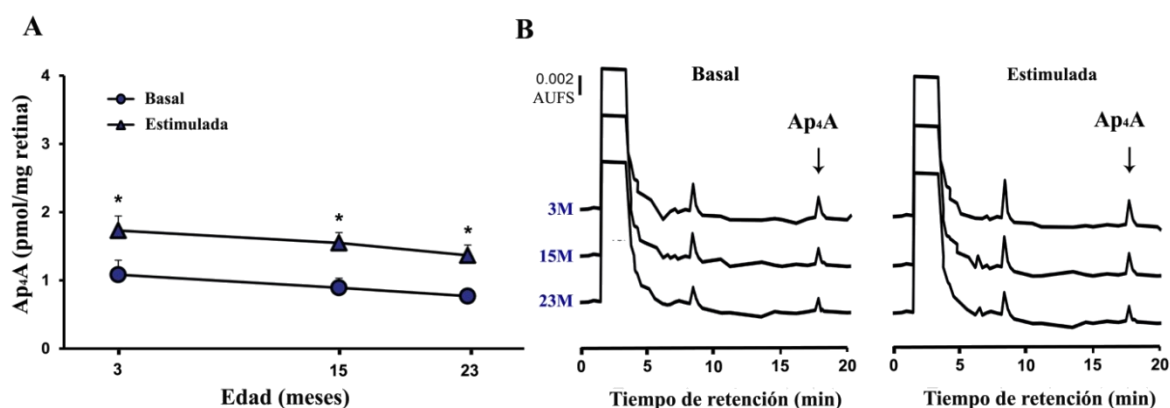 A
Ap₄A (pmol/mg retina)
4
3
2
1
0
Basal
Estimulada
*
*
*
3
15
23
Edad (meses)
B
0.002
AUFS
Basal
Ap₄A
3M
15M
23M
0
5
10
15
20
Tiempo de retención (min)
Estimulada
Ap₄A
0
5
10
15
20
Tiempo de retención (min)